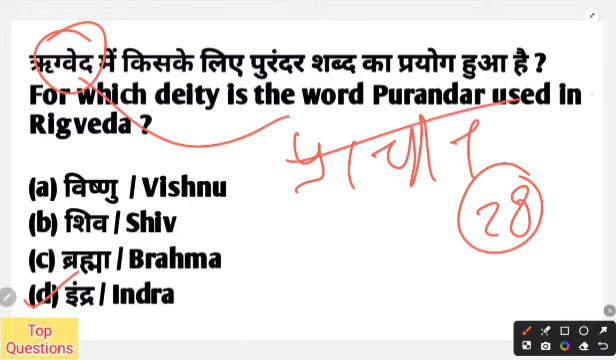 ऋग्वेद में किसके लिए पुरंदर शब्द का प्रयोग हुआ है ?
For which deity is the word Purandar used in
Rigveda ?
प्राचीन
28
(a) विष्णु / Vishnu
(b) शिव / Shiv
(c) ब्रह्मा / Brahma
(d) इंद्र / Indra
Top
Questions